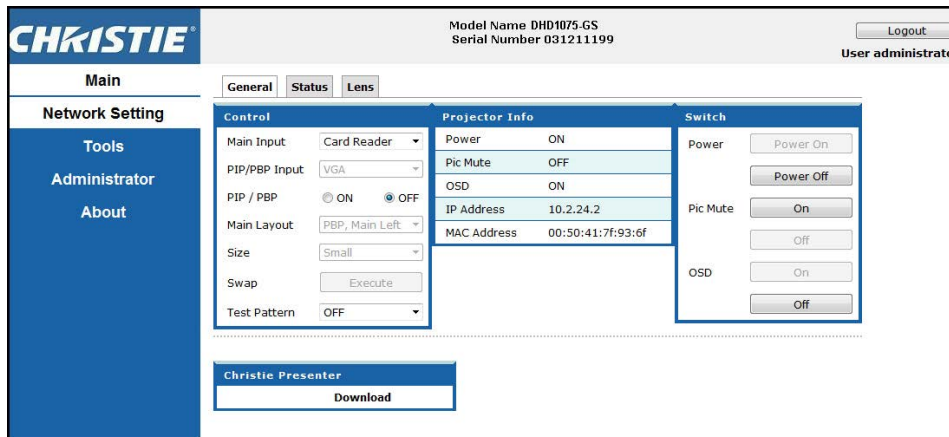 CHRISTIE®
Model Name DHD1075-GS
Serial Number 031211199
Logout
User administrato
Main
Network Setting
Tools
Administrator
About
General Status Lens
Control
Main Input Card Reader
PIP/PBP Input VGA
PIP / PBP ON OFF
Main Layout PBP, Main Left
Size Small
Swap Execute
Test Pattern OFF
Projector Info
Power ON
Pic Mute OFF
OSD ON
IP Address 10.2.24.2
MAC Address 00:50:41:7f:93:6f
Switch
Power Power On
Power Off
Pic Mute On
Off
OSD On
Off
Christie Presenter
Download